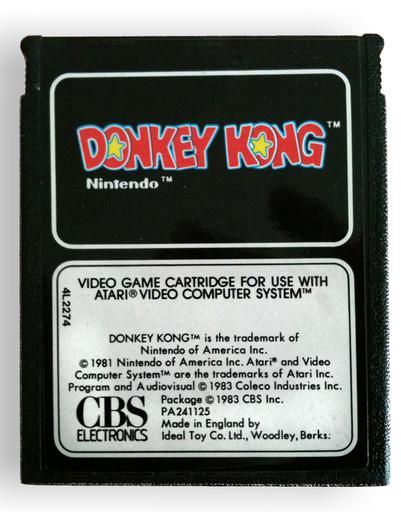 DONKEY KONG™
Nintendo™
4L2274
VIDEO GAME CARTRIDGE FOR USE WITH
ATARI® VIDEO COMPUTER SYSTEM™
DONKEY KONG™ is the trademark of
Nintendo of America Inc.
© 1981 Nintendo of America Inc. Atari® and Video
Computer System™ are the trademarks of Atari Inc.
Program and Audiovisual © 1983 Coleco Industries Inc.
Package © 1983 CBS Inc.
PA241125
Made in England by
Ideal Toy Co. Ltd., Woodley, Berks.
CBS
ELECTRONICS